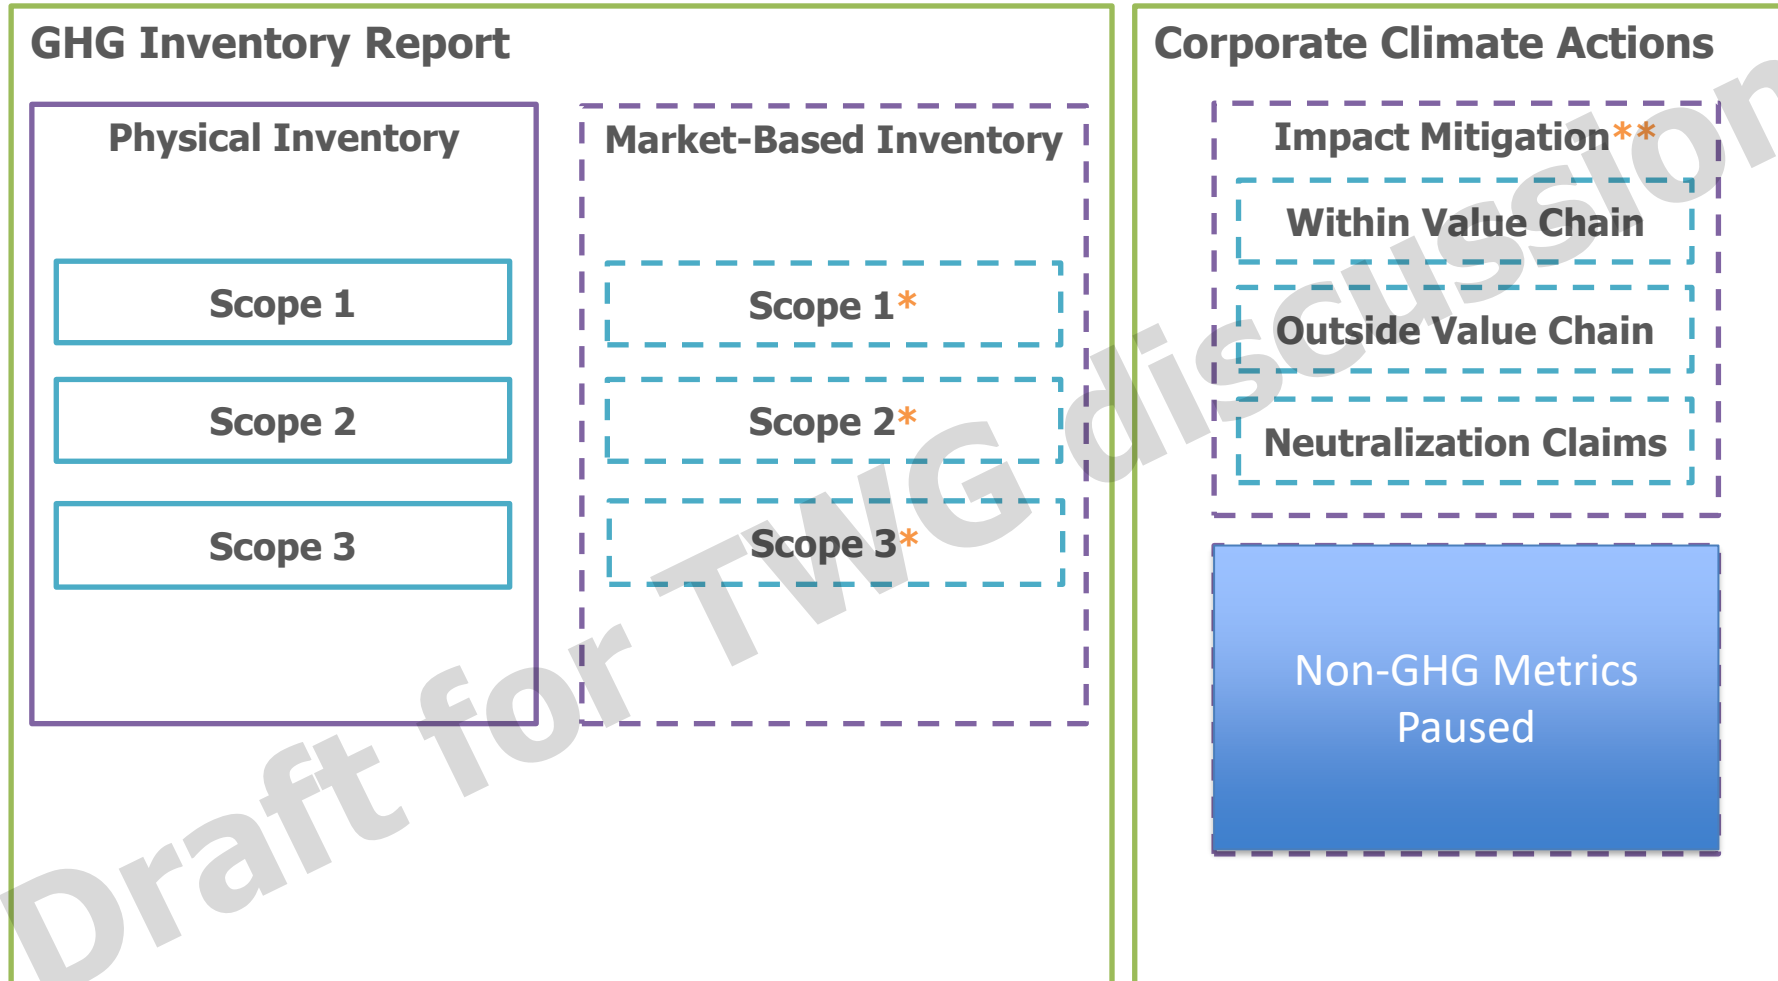 GHG Inventory Report
Physical Inventory
Scope 1
Scope 2
Scope 3
Market-Based Inventory
Scope 1*
Scope 2*
Scope 3*
Corporate Climate Actions
Impact Mitigation**
Within Value Chain
Outside Value Chain
Neutralization Claims
Non-GHG Metrics
Paused
Draft for TWG discussion